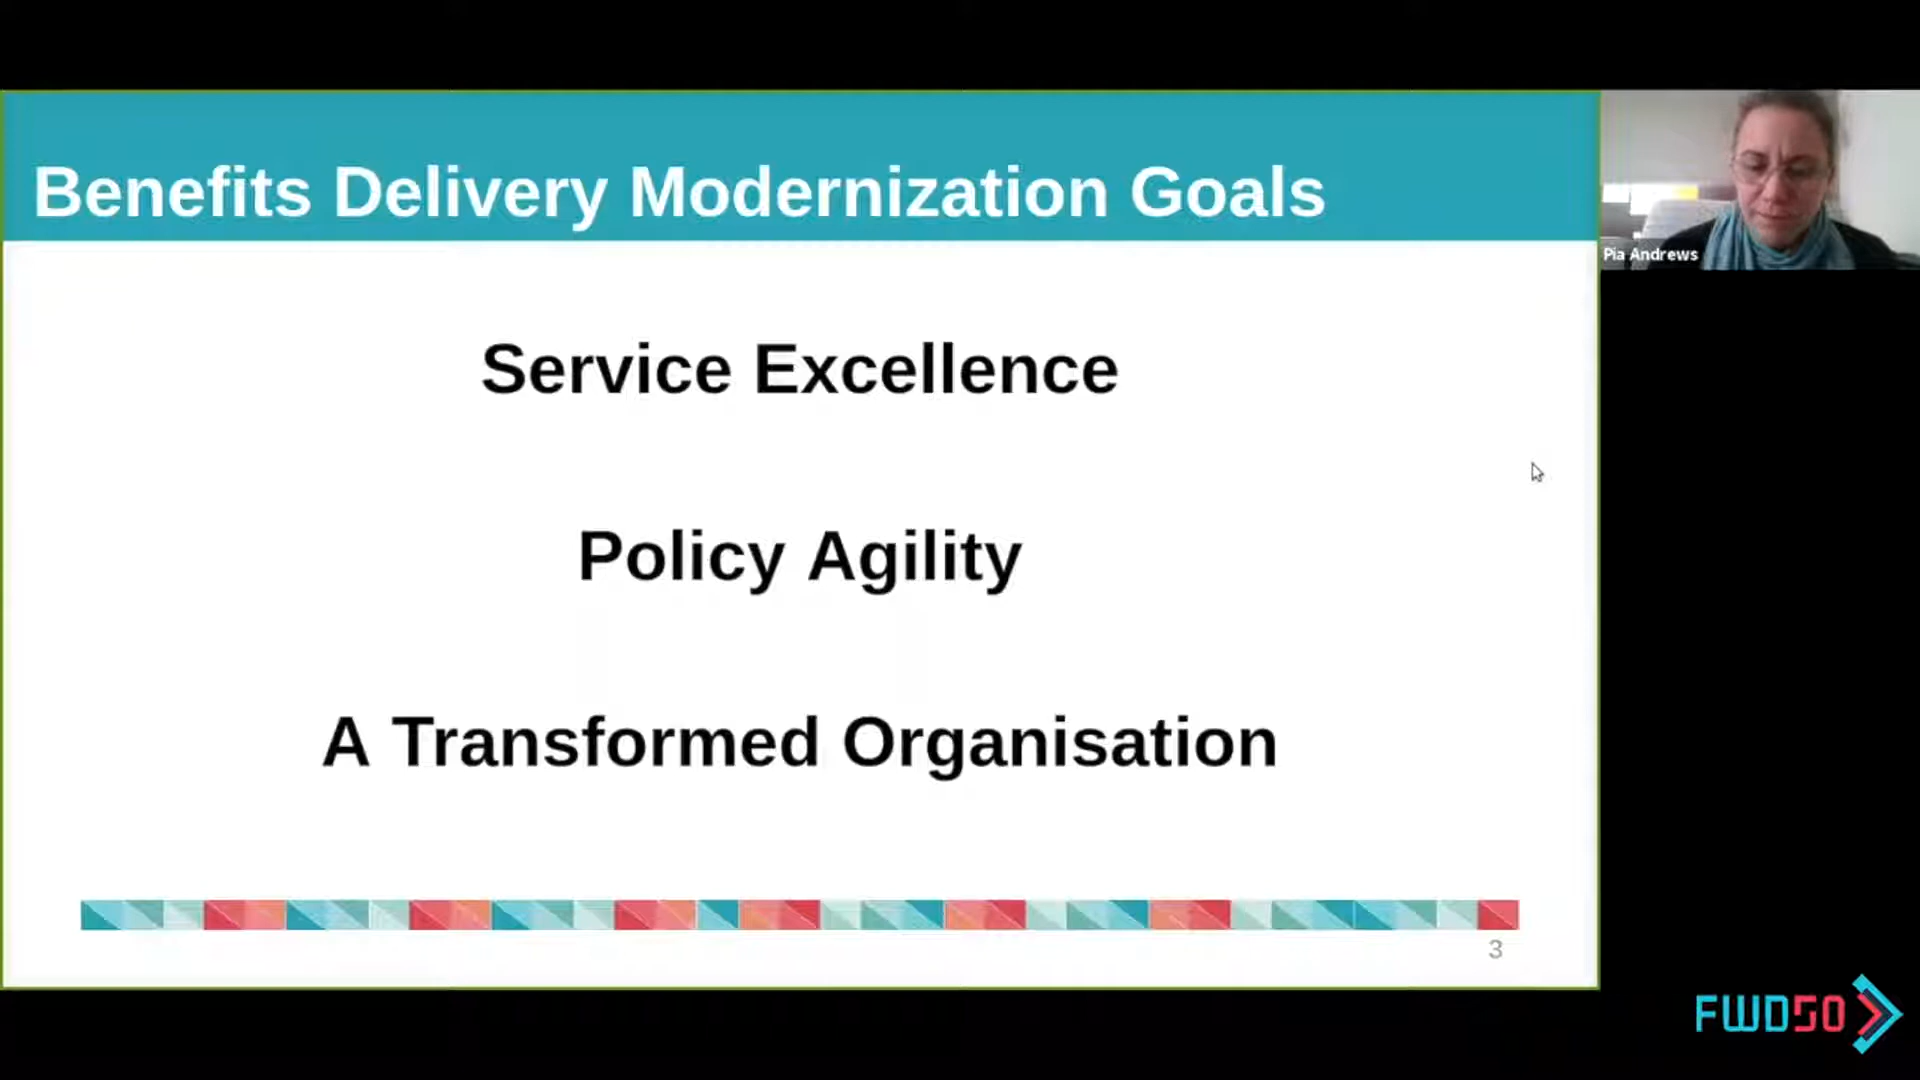 Benefits Delivery Modernization Goals
Pia Andrews
Service Excellence
Policy Agility
A Transformed Organisation
3
FWD50